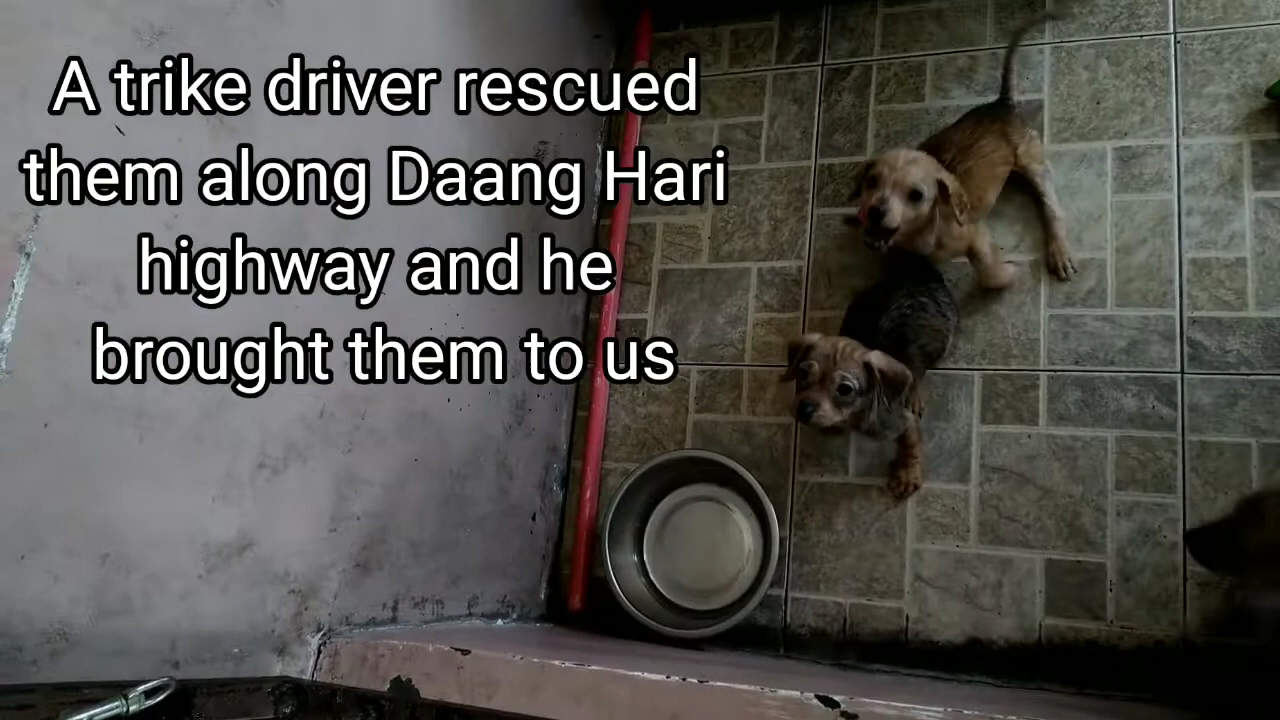 A trike driver rescued
them along Daang Hari
highway and he
brought them to us